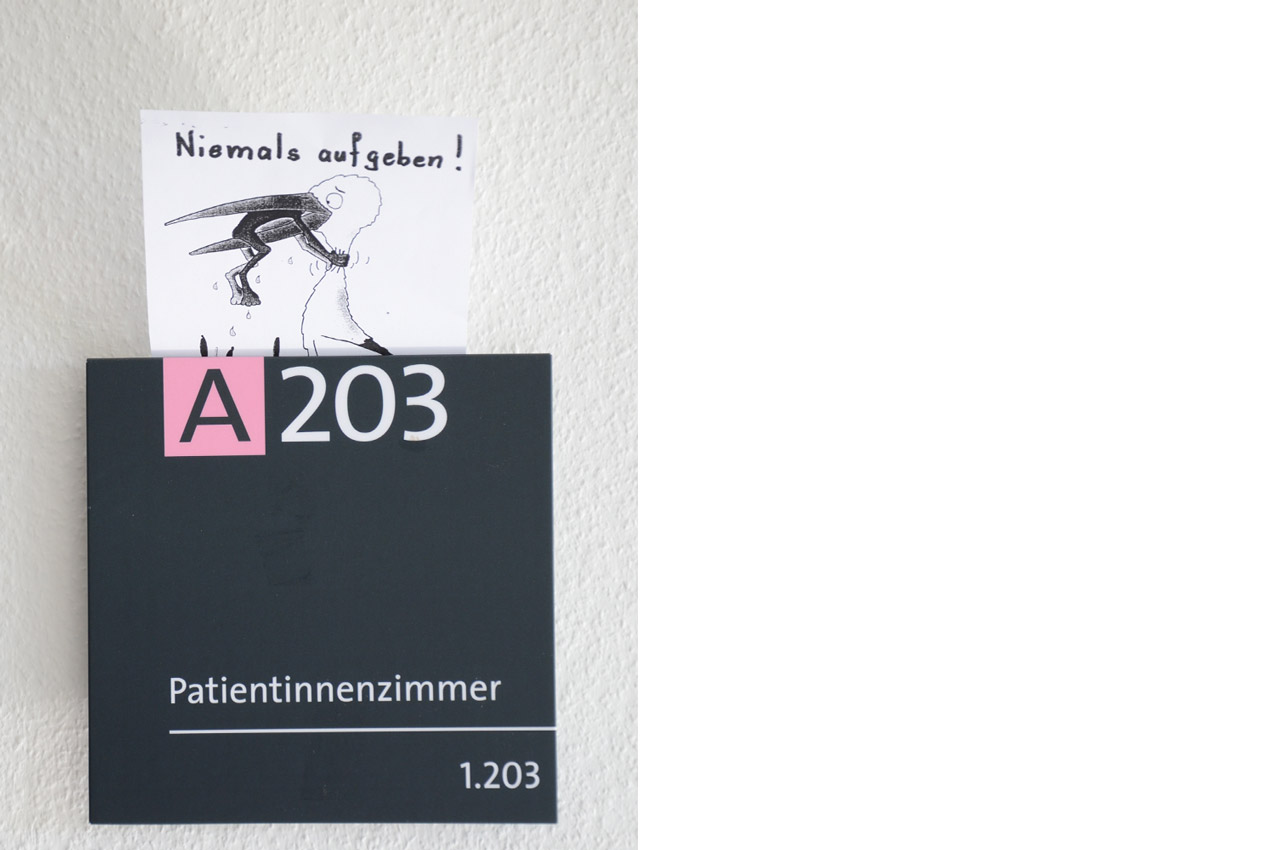 Niemals aufgeben!
A 203
Patientinnenzimmer
1.203